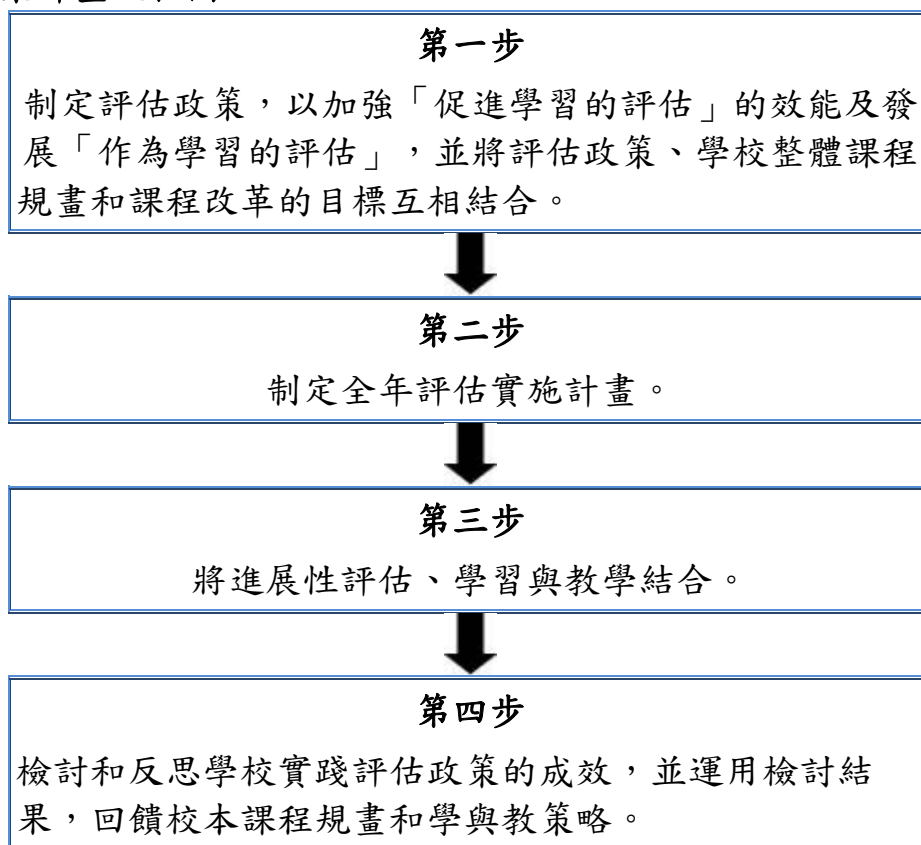 第一步
制定評估政策，以加強「促進學習的評估」的效能及發
展「作為學習的評估」，並將評估政策、學校整體課程
規畫和課程改革的目標互相結合。
第二步
制定全年評估實施計畫。
第三步
將進展性評估、學習與教學結合。
第四步
檢討和反思學校實踐評估政策的成效，並運用檢討結
果，回饋校本課程規畫和學與教策略。